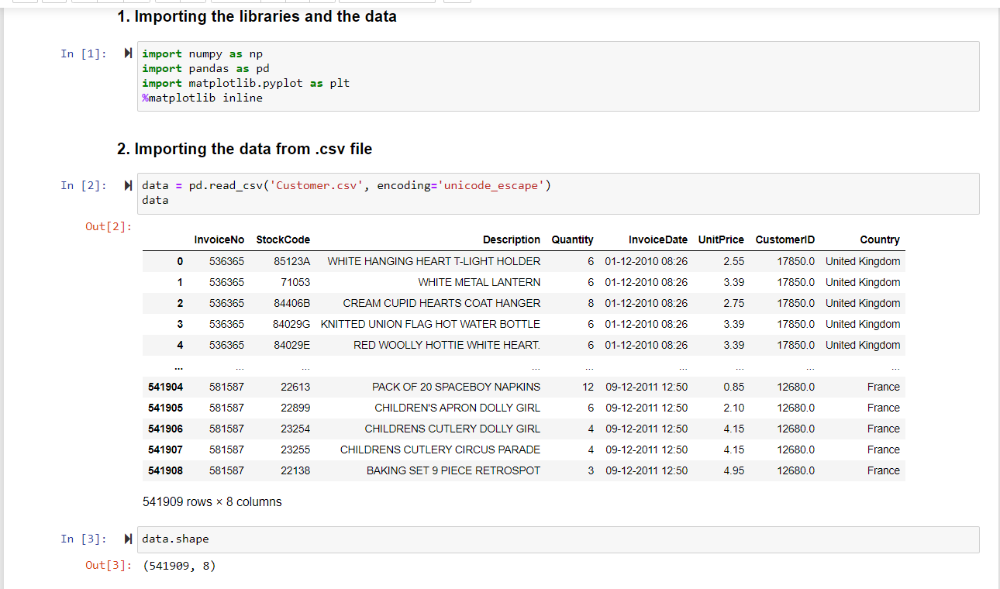 1. Importing the libraries and the data
In [1]:
import numpy as np
import pandas as pd
import matplotlib.pyplot as plt
%matplotlib inline
2. Importing the data from .csv file
In [2]:
data = pd.read_csv('Customer.csv', encoding='unicode_escape')
data
Out[2]:
InvoiceNo StockCode Description Quantity InvoiceDate UnitPrice CustomerID Country
0 536365 85123A WHITE HANGING HEART T-LIGHT HOLDER 6 01-12-2010 08:26 2.55 17850.0 United Kingdom
1 536365 71053 WHITE METAL LANTERN 6 01-12-2010 08:26 3.39 17850.0 United Kingdom
2 536365 84406B CREAM CUPID HEARTS COAT HANGER 8 01-12-2010 08:26 2.75 17850.0 United Kingdom
3 536365 84029G KNITTED UNION FLAG HOT WATER BOTTLE 6 01-12-2010 08:26 3.39 17850.0 United Kingdom
4 536365 84029E RED WOOLLY HOTTIE WHITE HEART. 6 01-12-2010 08:26 3.39 17850.0 United Kingdom
... ... ... ... ... ... ... ... ...
541904 581587 22613 PACK OF 20 SPACEBOY NAPKINS 12 09-12-2011 12:50 0.85 12680.0 France
541905 581587 22899 CHILDREN'S APRON DOLLY GIRL 6 09-12-2011 12:50 2.10 12680.0 France
541906 581587 23254 CHILDRENS CUTLERY DOLLY GIRL 4 09-12-2011 12:50 4.15 12680.0 France
541907 581587 23255 CHILDRENS CUTLERY CIRCUS PARADE 4 09-12-2011 12:50 4.15 12680.0 France
541908 581587 22138 BAKING SET 9 PIECE RETROSPOT 3 09-12-2011 12:50 4.95 12680.0 France
541909 rows × 8 columns
In [3]:
data.shape
Out[3]:
(541909, 8)